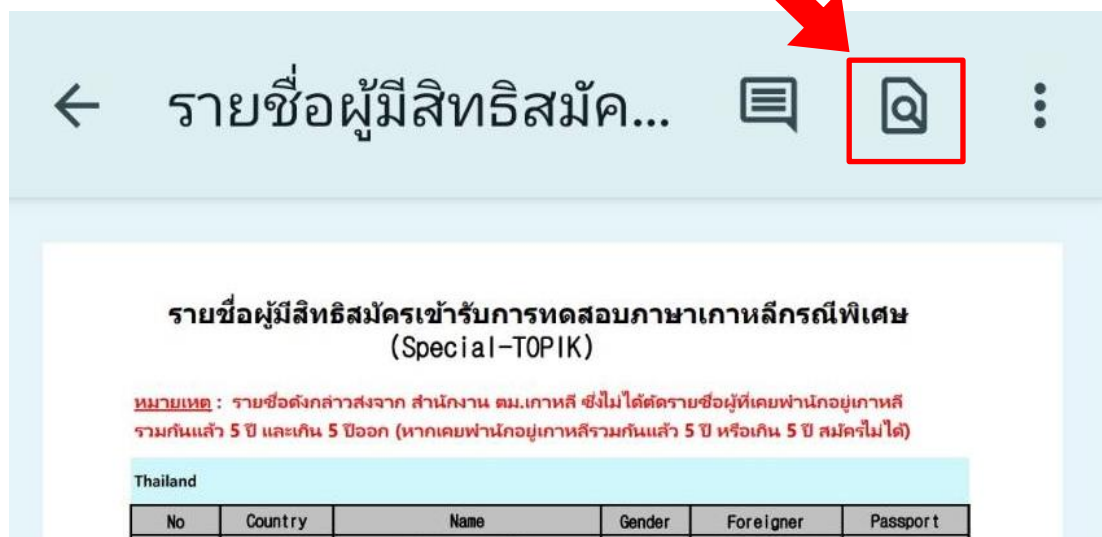 รายชื่อผู้มีสิทธิสมัค...
รายชื่อผู้มีสิทธิสมัครเข้ารับการทดสอบภาษาเกาหลีกรณีพิเศษ
(Special-TOPIK)
หมายเหตุ : รายชื่อดังกล่าวส่งจาก สำนักงาน ตม.เกาหลี ซึ่งไม่ได้ตัดรายชื่อผู้ที่เคยพำนักอยู่เกาหลี
รวมกันแล้ว 5 ปี และเกิน 5 ปีออก (หากเคยพำนักอยู่เกาหลีรวมกันแล้ว 5 ปี หรือเกิน 5 ปี สมัครไม่ได้)
Thailand
No Country Name Gender Foreigner Passport